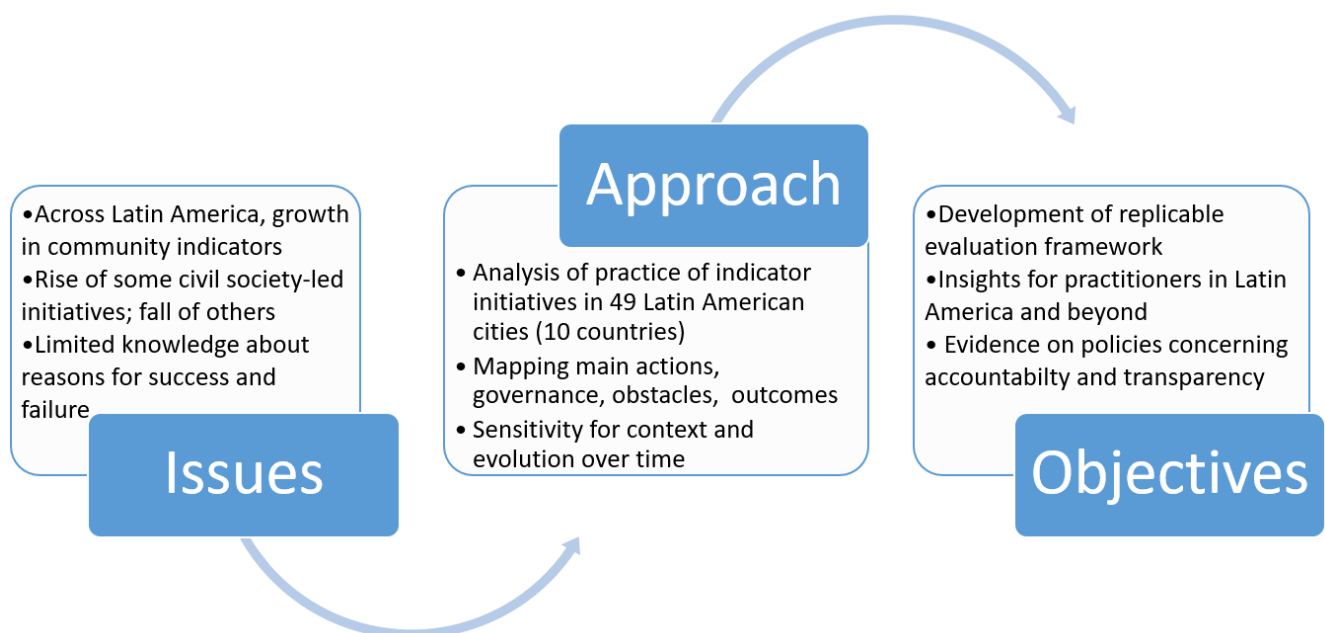 •Across Latin America, growth
in community indicators
•Rise of some civil society-led
initiatives; fall of others
•Limited knowledge about
reasons for success and
failure
Issues
Approach
• Analysis of practice of indicator
initiatives in 49 Latin American
cities (10 countries)
• Mapping main actions,
governance, obstacles, outcomes
• Sensitivity for context and
evolution over time
•Development of replicable
evaluation framework
•Insights for practitioners in Latin
America and beyond
• Evidence on policies concerning
accountabilty and transparency
Objectives